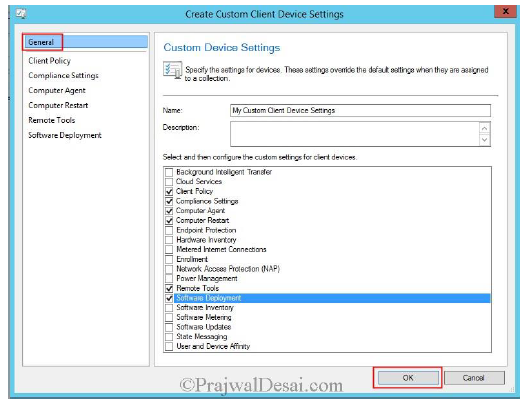 Create Custom Client Device Settings
x
General
Client Policy
Compliance Settings
Computer Agent
Computer Restart
Remote Tools
Software Deployment
Custom Device Settings
Specify the settings for devices. These settings override the default settings when they are assigned
to a collection.
Name:
My Custom Client Device Settings
Description:
Select and then configure the custom settings for client devices.
Background Intelligent Transfer
Cloud Services
Client Policy
Compliance Settings
Computer Agent
Computer Restart
Endpoint Protection
Hardware Inventory
Metered Internet Connections
Enrollment
Network Access Protection (NAP)
Power Management
Remote Tools
Software Deployment
Software Inventory
Software Metering
Software Updates
State Messaging
User and Device Affinity
OK
Cancel
©PrajwalDesai.com